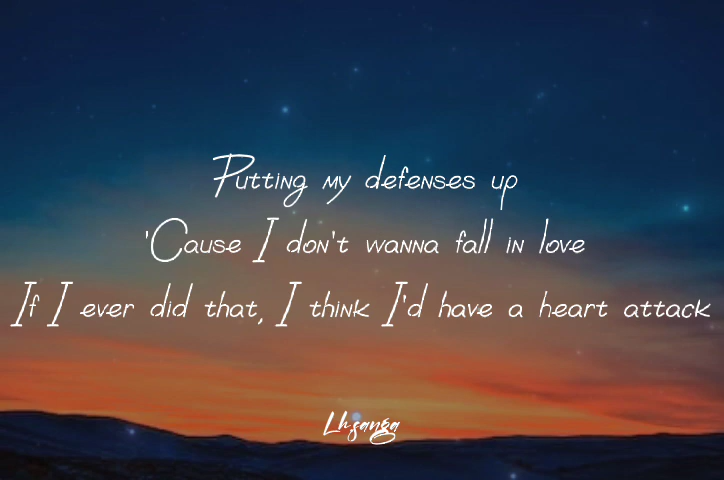 Putting my defenses up
'Cause I don't wanna fall in love
If I ever did that, I think I'd have a heart attack
Lhsanga